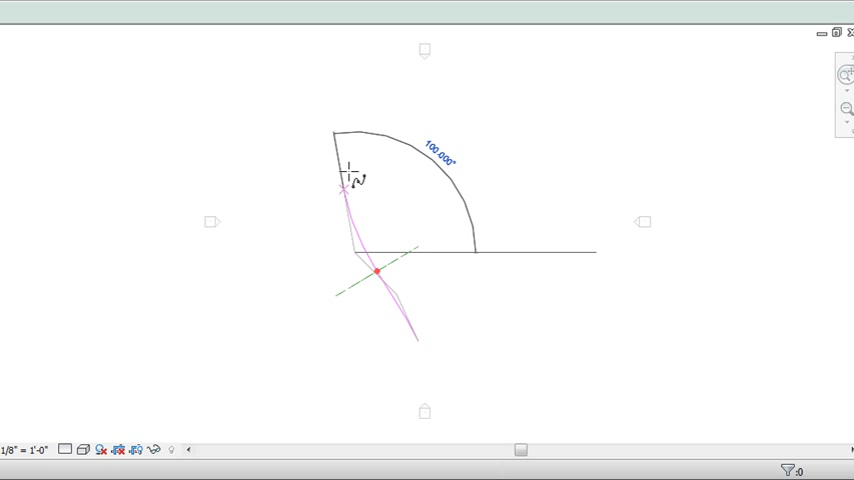 100.000°
1/8" = 1'-0"
:0